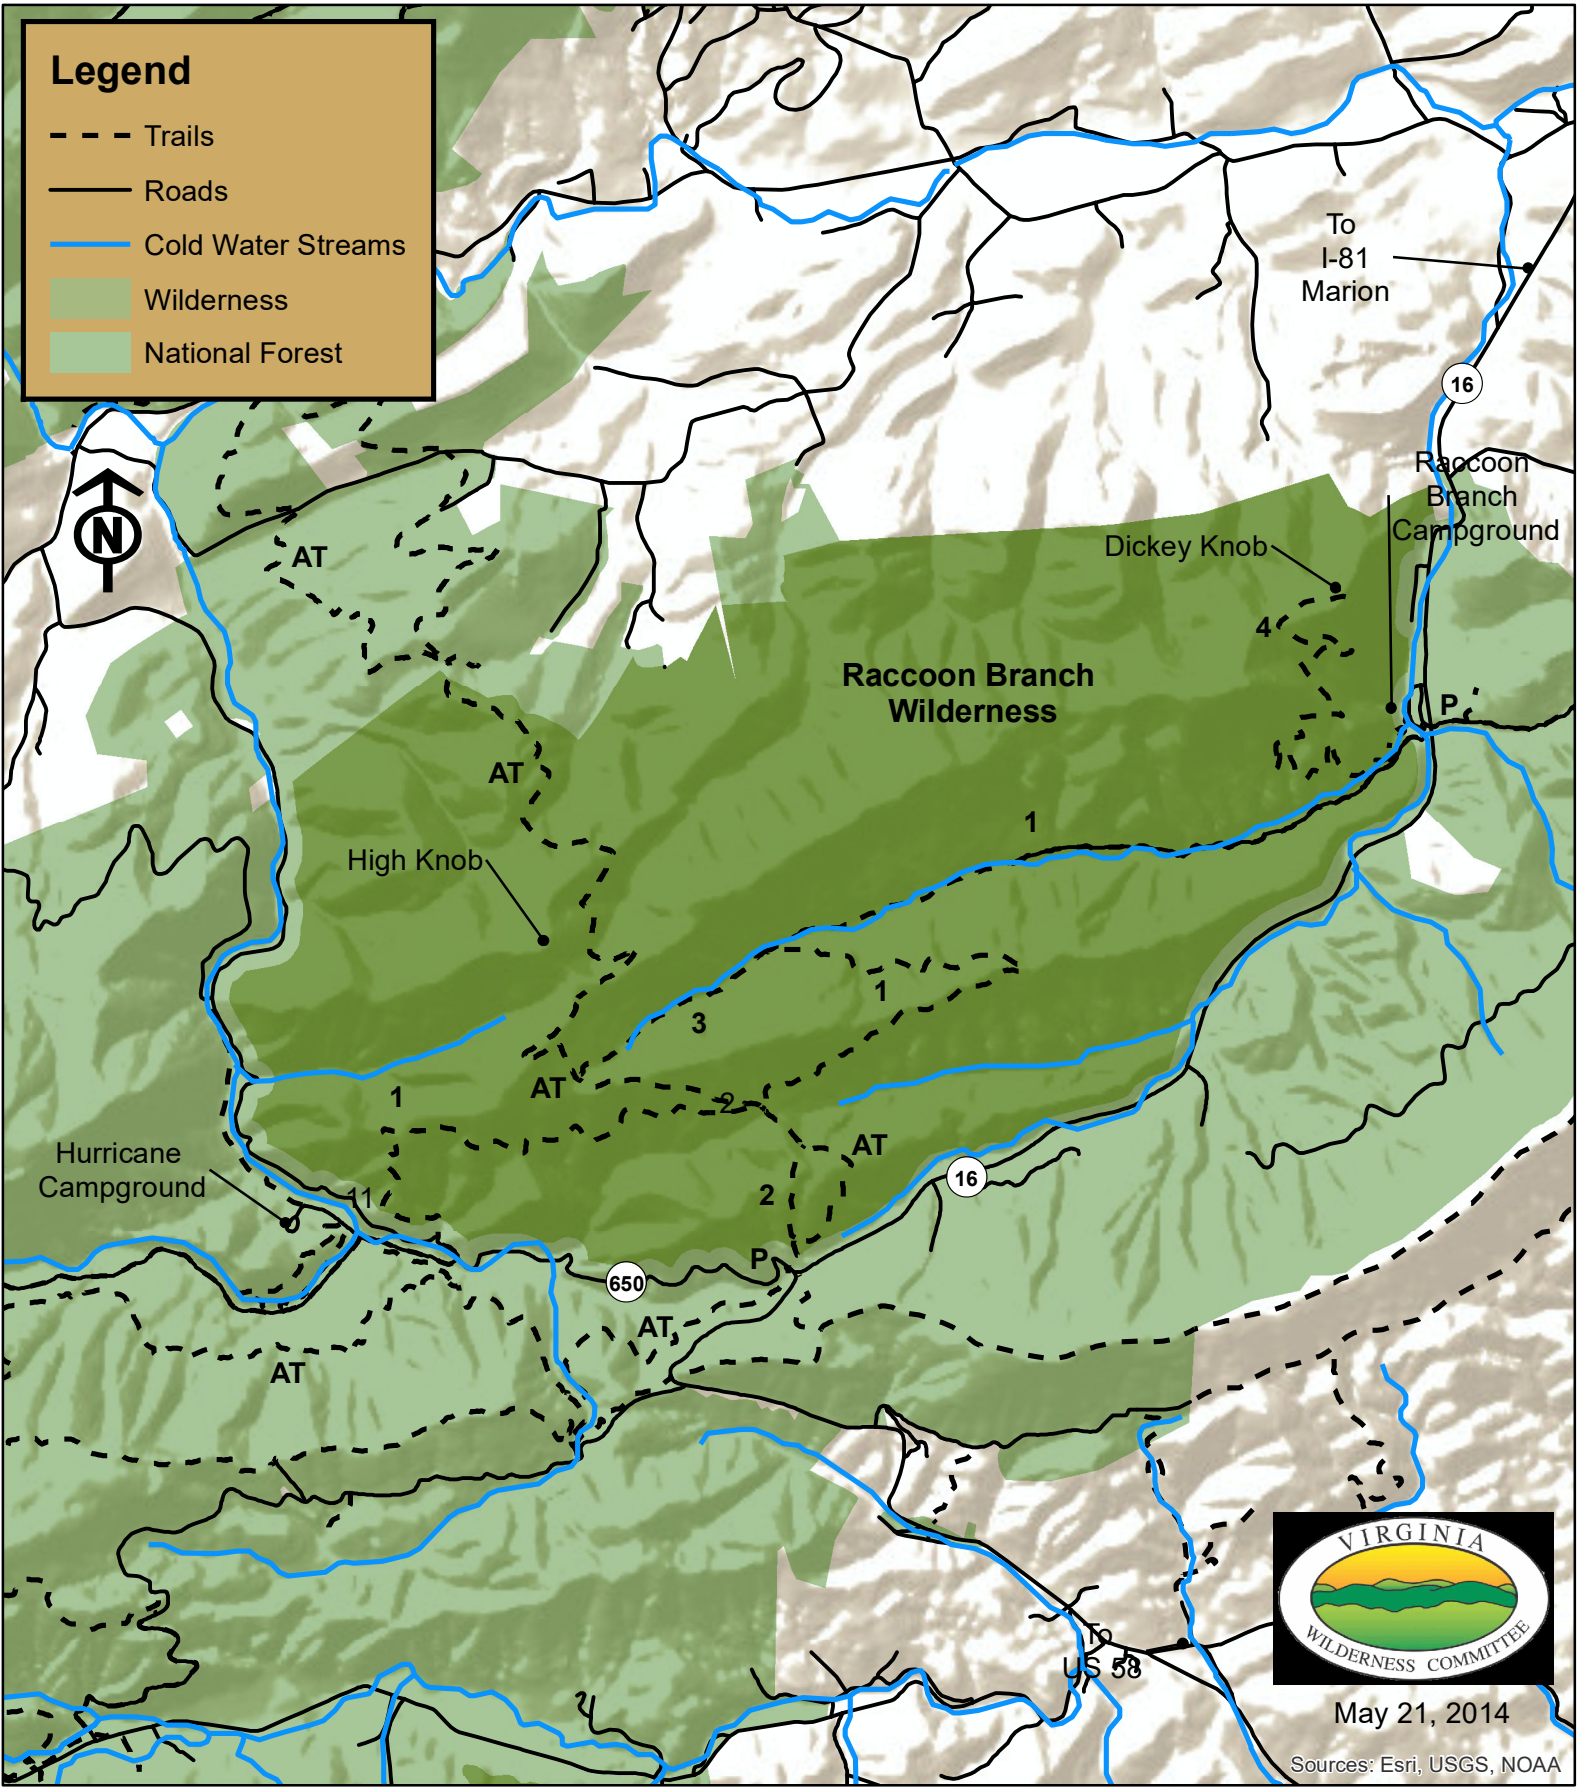 Legend
Trails
Roads
Cold Water Streams
Wilderness
National Forest
To
I-81
Marion
16
Raccoon
Branch
Campground
N
AT
Dickey Knob
4
Raccoon Branch
Wilderness
P
AT
1
High Knob
1
3
AT
1
2
Hurricane
Campground
AT
11
2
16
P
650
AT
AT
To
US 58
VIRGINIA
WILDERNESS COMMITTEE
May 21, 2014
Sources: Esri, USGS, NOAA